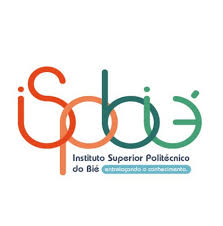 ispbié
Instituto Superior Politécnico
do Bié entrelaçando o conhecimento.